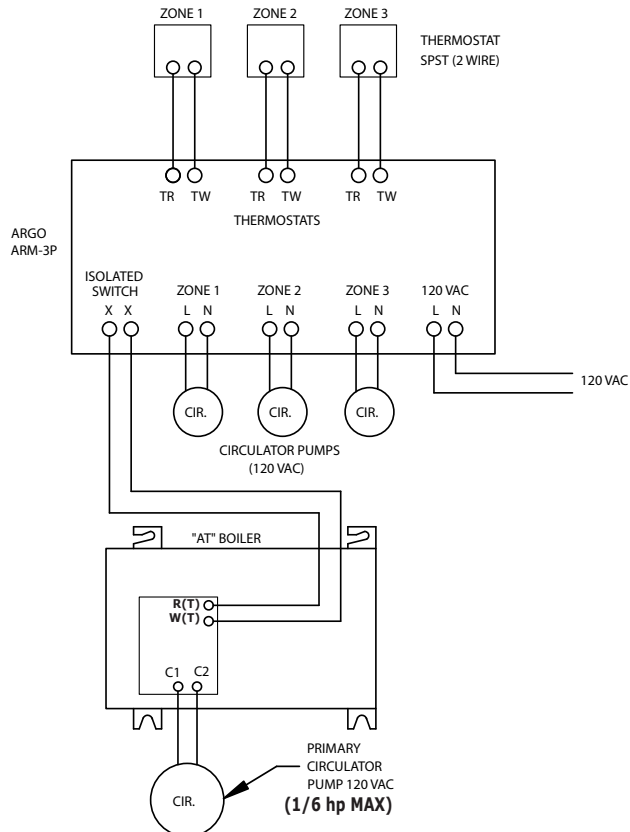 ZONE 1
ZONE 2
ZONE 3
THERMOSTAT
SPST (2 WIRE)
TR TW
TR TW
TR TW
THERMOSTATS
ARGO
ARM-3P
ISOLATED
SWITCH
X X
ZONE 1
L N
ZONE 2
L N
ZONE 3
L N
120 VAC
L N
120 VAC
CIR.
CIR.
CIR.
CIRCULATOR PUMPS
(120 VAC)
"AT" BOILER
R(T)
W(T)
C1 C2
PRIMARY
CIRCULATOR
PUMP 120 VAC
(1/6 hp MAX)
CIR.